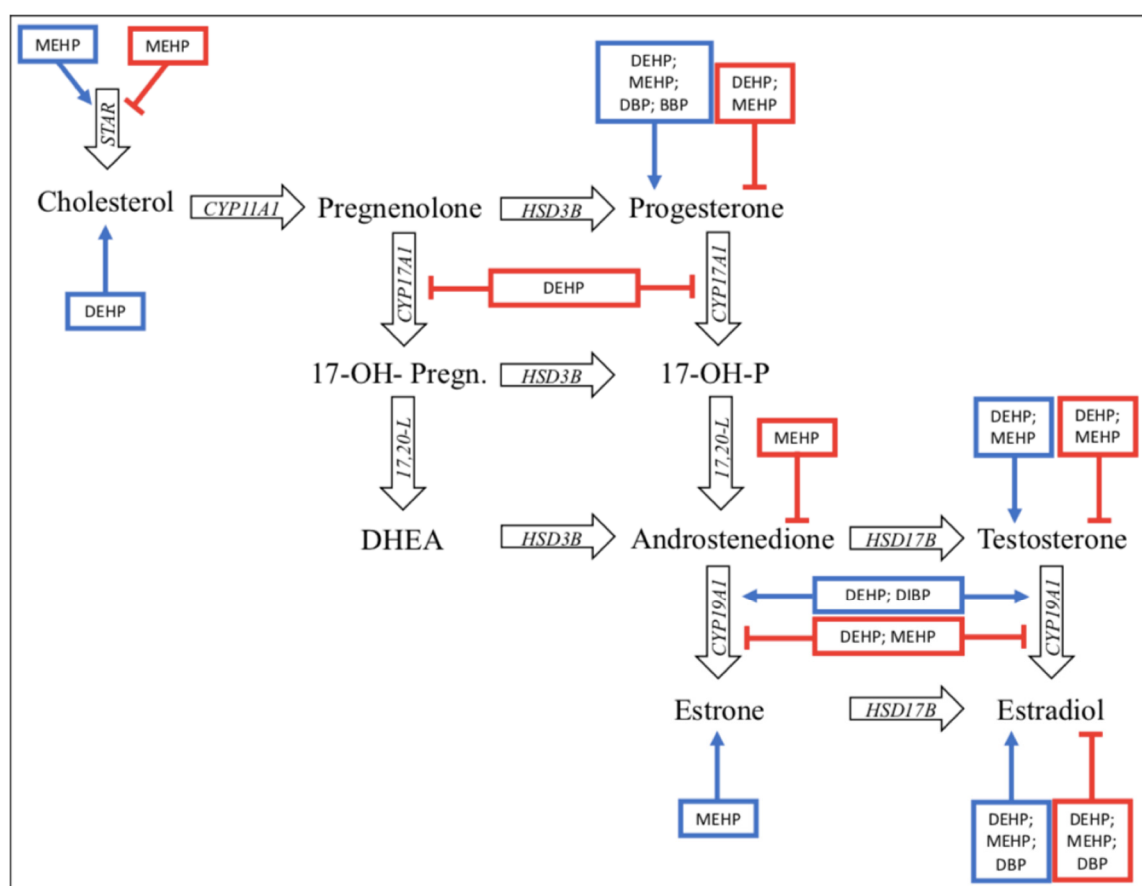 MEHP
MEHP
DEHP;
MEHP;
DBP; BBP
DEHP;
MEHP
STAR
Cholesterol
CYP11A1
Pregnenolone
HSD3B
Progesterone
DEHP
CYP17A1
DEHP
CYP17A1
17-OH- Pregn.
HSD3B
17-OH-P
17.20-L
17.20-L
MEHP
DEHP;
MEHP
DEHP;
MEHP
DHEA
HSD3B
Androstenedione
HSD17B
Testosterone
CYP19A1
DEHP; DIBP
DEHP; MEHP
CYP19A1
Estrone
HSD17B
Estradiol
MEHP
DEHP;
MEHP;
DBP
DEHP;
MEHP;
DBP